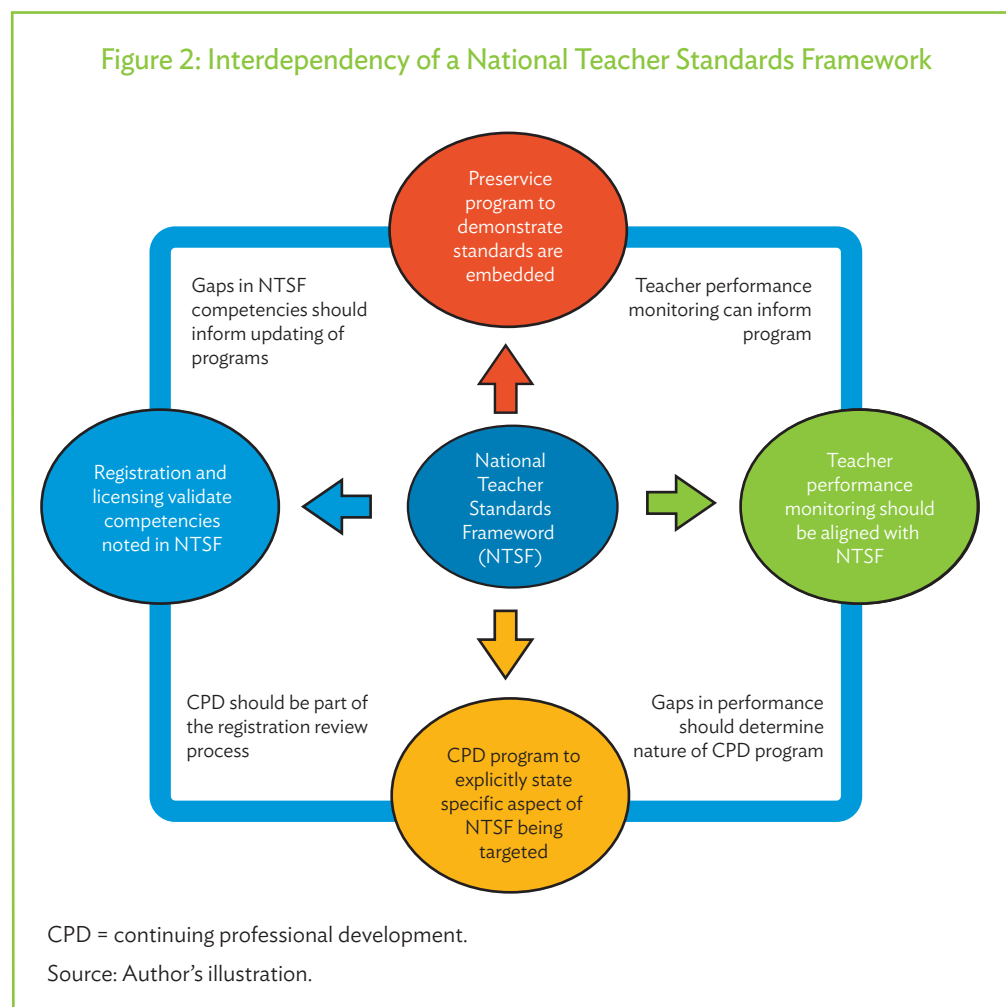 Figure 2: Interdependency of a National Teacher Standards Framework
Preservice
program to
demonstrate
standards are
embedded
Gaps in NTSF
competencies should
inform updating of
programs
Teacher performance
monitoring can inform
program
Registration and
licensing validate
competencies
noted in NTSF
National
Teacher
Standards
Frameword
(NTSF)
Teacher
performance
monitoring should
be aligned with
NTSF
CPD should be part of
the registration review
process
Gaps in performance
should determine
nature of CPD program
CPD program to
explicitly state
specific aspect of
NTSF being
targeted
CPD = continuing professional development.
Source: Author’s illustration.